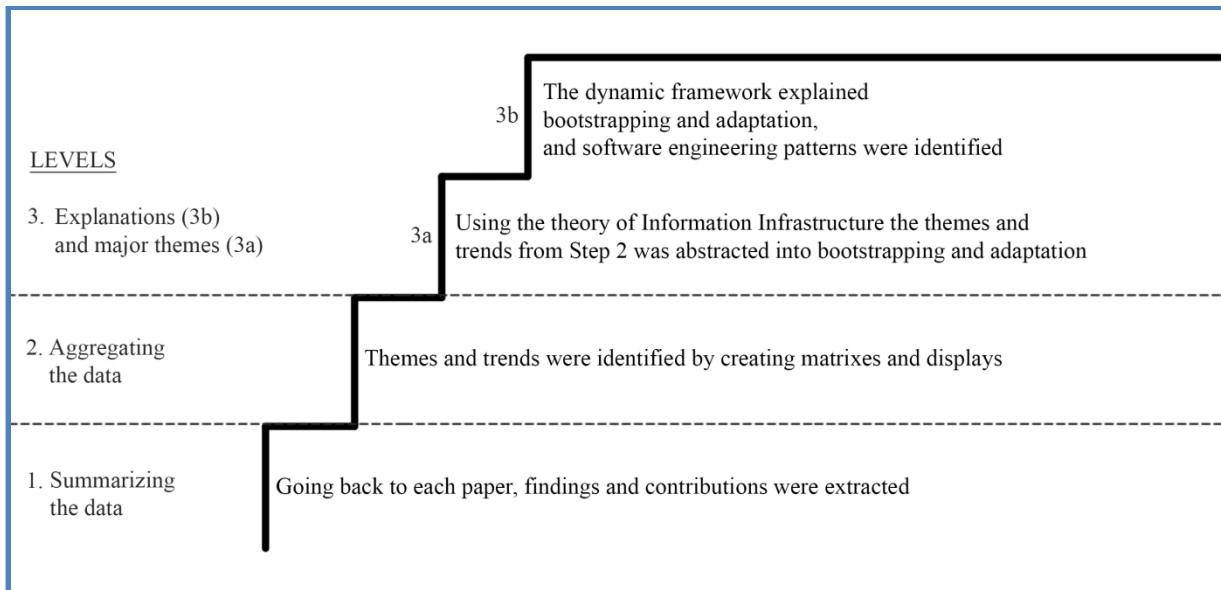 3b
The dynamic framework explained
bootstrapping and adaptation,
and software engineering patterns were identified
LEVELS
3. Explanations (3b)
and major themes (3a)
3a
Using the theory of Information Infrastructure the themes and
trends from Step 2 was abstracted into bootstrapping and adaptation
2. Aggregating
the data
Themes and trends were identified by creating matrixes and displays
1. Summarizing
the data
Going back to each paper, findings and contributions were extracted